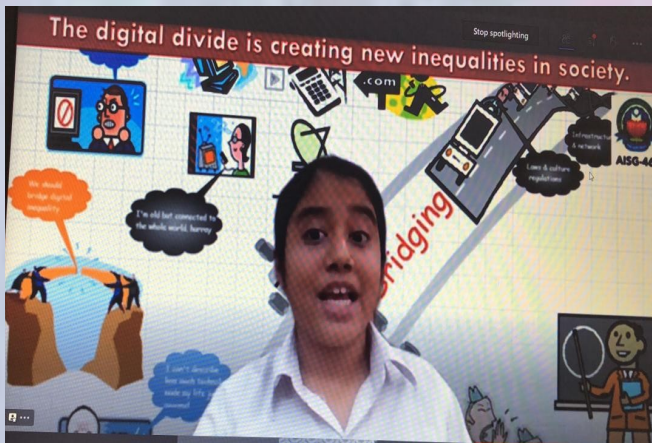 Stop spotlighting
The digital divide is creating new inequalities in society.
.com
Infrastructure
& network
AISG-46
Laws & culture
regulations
We should
bridge digital
inequality
I'm old but connected to
the whole world, hurray
Bridging
I can't describe
how much
made my life